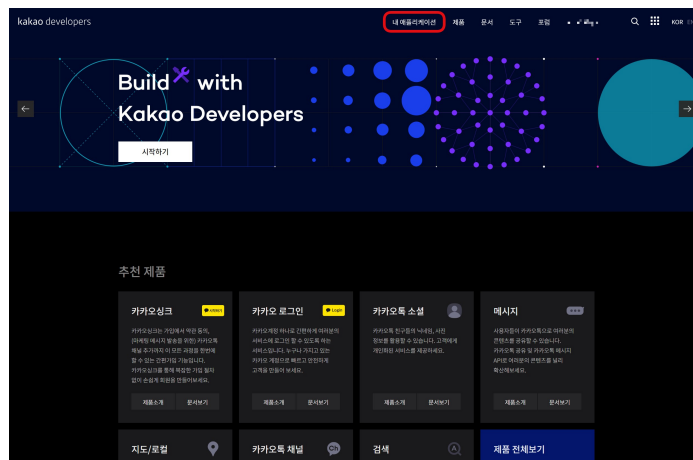 kakao developers
내 애플리케이션 제품 문서 도구 포럼 KOR
Build with
Kakao Developers
시작하기
추천 제품
카카오싱크
카카오싱크는 가입에서 약관 동의,
(마케팅 메시지 발송을 위한) 카카오톡
채널 추가까지 이 모든 과정을 한번에
할 수 있는 간편가입 기능입니다.
카카오싱크를 통해 복잡한 가입 절차
없이 손쉽게 회원을 만들어보세요.
제품소개 문서보기
카카오 로그인 Login
카카오계정 하나로 간편하게 여러분의
서비스에 로그인 할 수 있도록 하는
서비스입니다. 누구나 가지고 있는
카카오 계정으로 빠르고 안전하게
고객을 만들어 보세요.
제품소개 문서보기
카카오톡 소셜
카카오톡 친구들의 닉네임, 사진
정보를 활용할 수 있습니다. 고객에게
개인화된 서비스를 제공하세요.
제품소개 문서보기
메시지
사용자들이 카카오톡으로 여러분의
콘텐츠를 공유할 수 있습니다.
카카오톡 공유 및 카카오톡 메시지
API로 여러분의 콘텐츠를 널리
확산해보세요.
제품소개 문서보기
지도/로컬
카카오톡 채널 Ch
검색
제품 전체보기